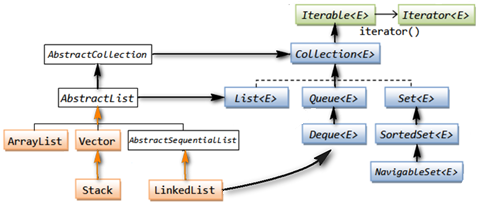 Iterable<E>
Iterator<E>
iterator()
AbstractCollection
Collection<E>
AbstractList
List<E>
Queue<E>
Set<E>
ArrayList
Vector
AbstractSequentialList
Deque<E>
SortedSet<E>
Stack
LinkedList
NavigableSet<E>